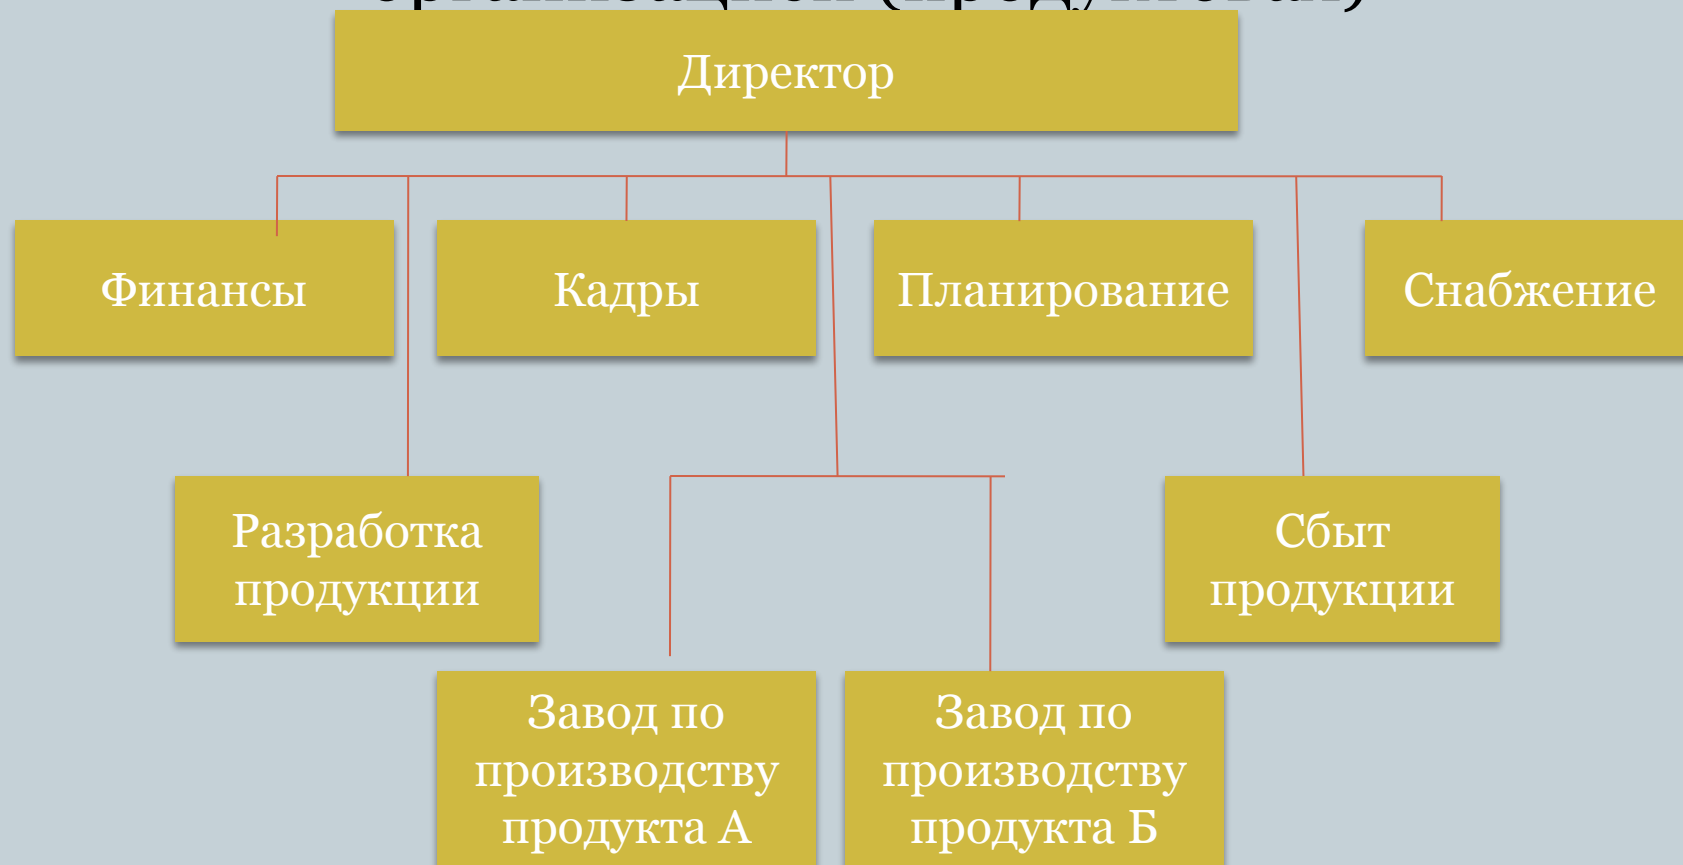 Директор
Финансы
Кадры
Планирование
Снабжение
Разработка
продукции
Сбыт
продукции
Завод по
производству
продукта А
Завод по
производству
продукта Б